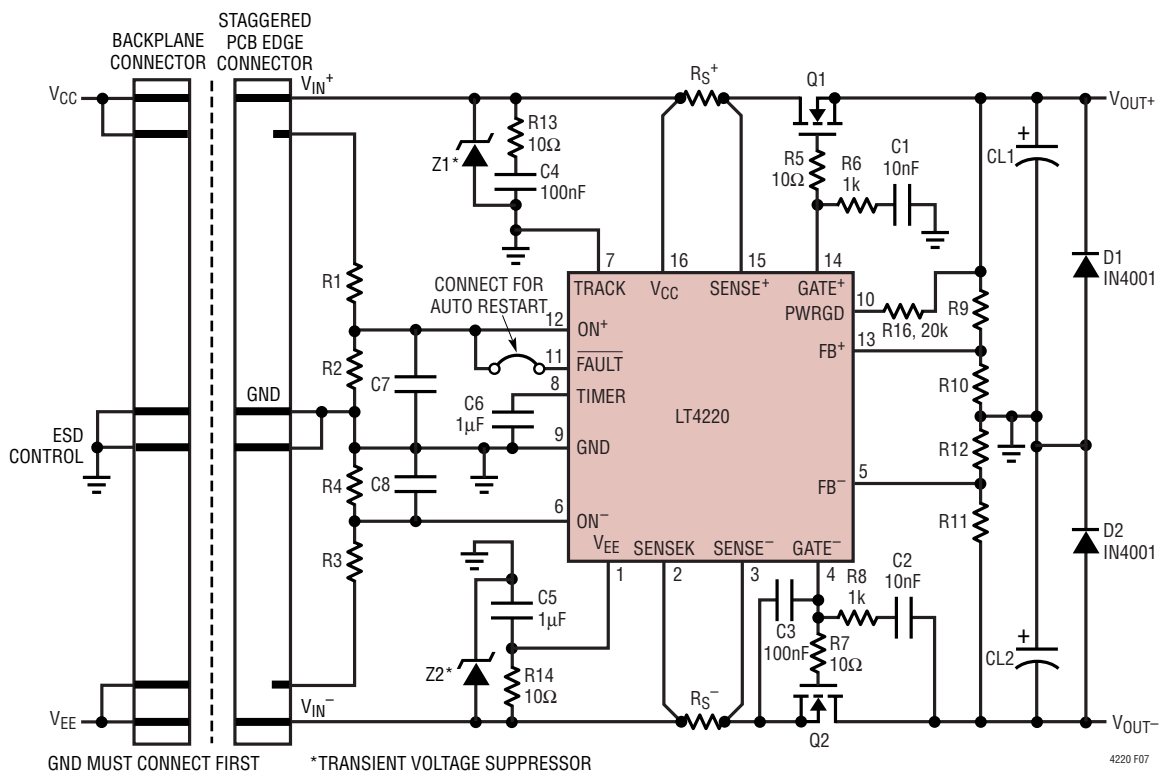 BACKPLANE
CONNECTOR
STAGGERED
PCB EDGE
CONNECTOR
VCC
VIN+
RS+
Q1
VOUT+
R13
10Ω
Z1*
C4
100nF
R5
10Ω
R6
1k
C1
10nF
CL1
+
D1
IN4001
R1
CONNECT FOR
AUTO RESTART
7
16
15
14
TRACK
VCC
SENSE+
GATE+
10
PWRGD
R16, 20k
R9
12
ON+
11
FAULT
13
FB+
R2
C7
8
TIMER
C6
1µF
R10
GND
LT4220
ESD
CONTROL
9
GND
R12
R4
C8
5
FB–
R11
6
ON–
D2
IN4001
R3
VEE
SENSEK
SENSE–
GATE–
1
2
3
4
C5
1µF
R8
1k
C2
10nF
C3
100nF
R7
10Ω
CL2
+
Z2*
R14
10Ω
VEE
VIN–
RS–
Q2
VOUT–
GND MUST CONNECT FIRST
*TRANSIENT VOLTAGE SUPPRESSOR
4220 F07